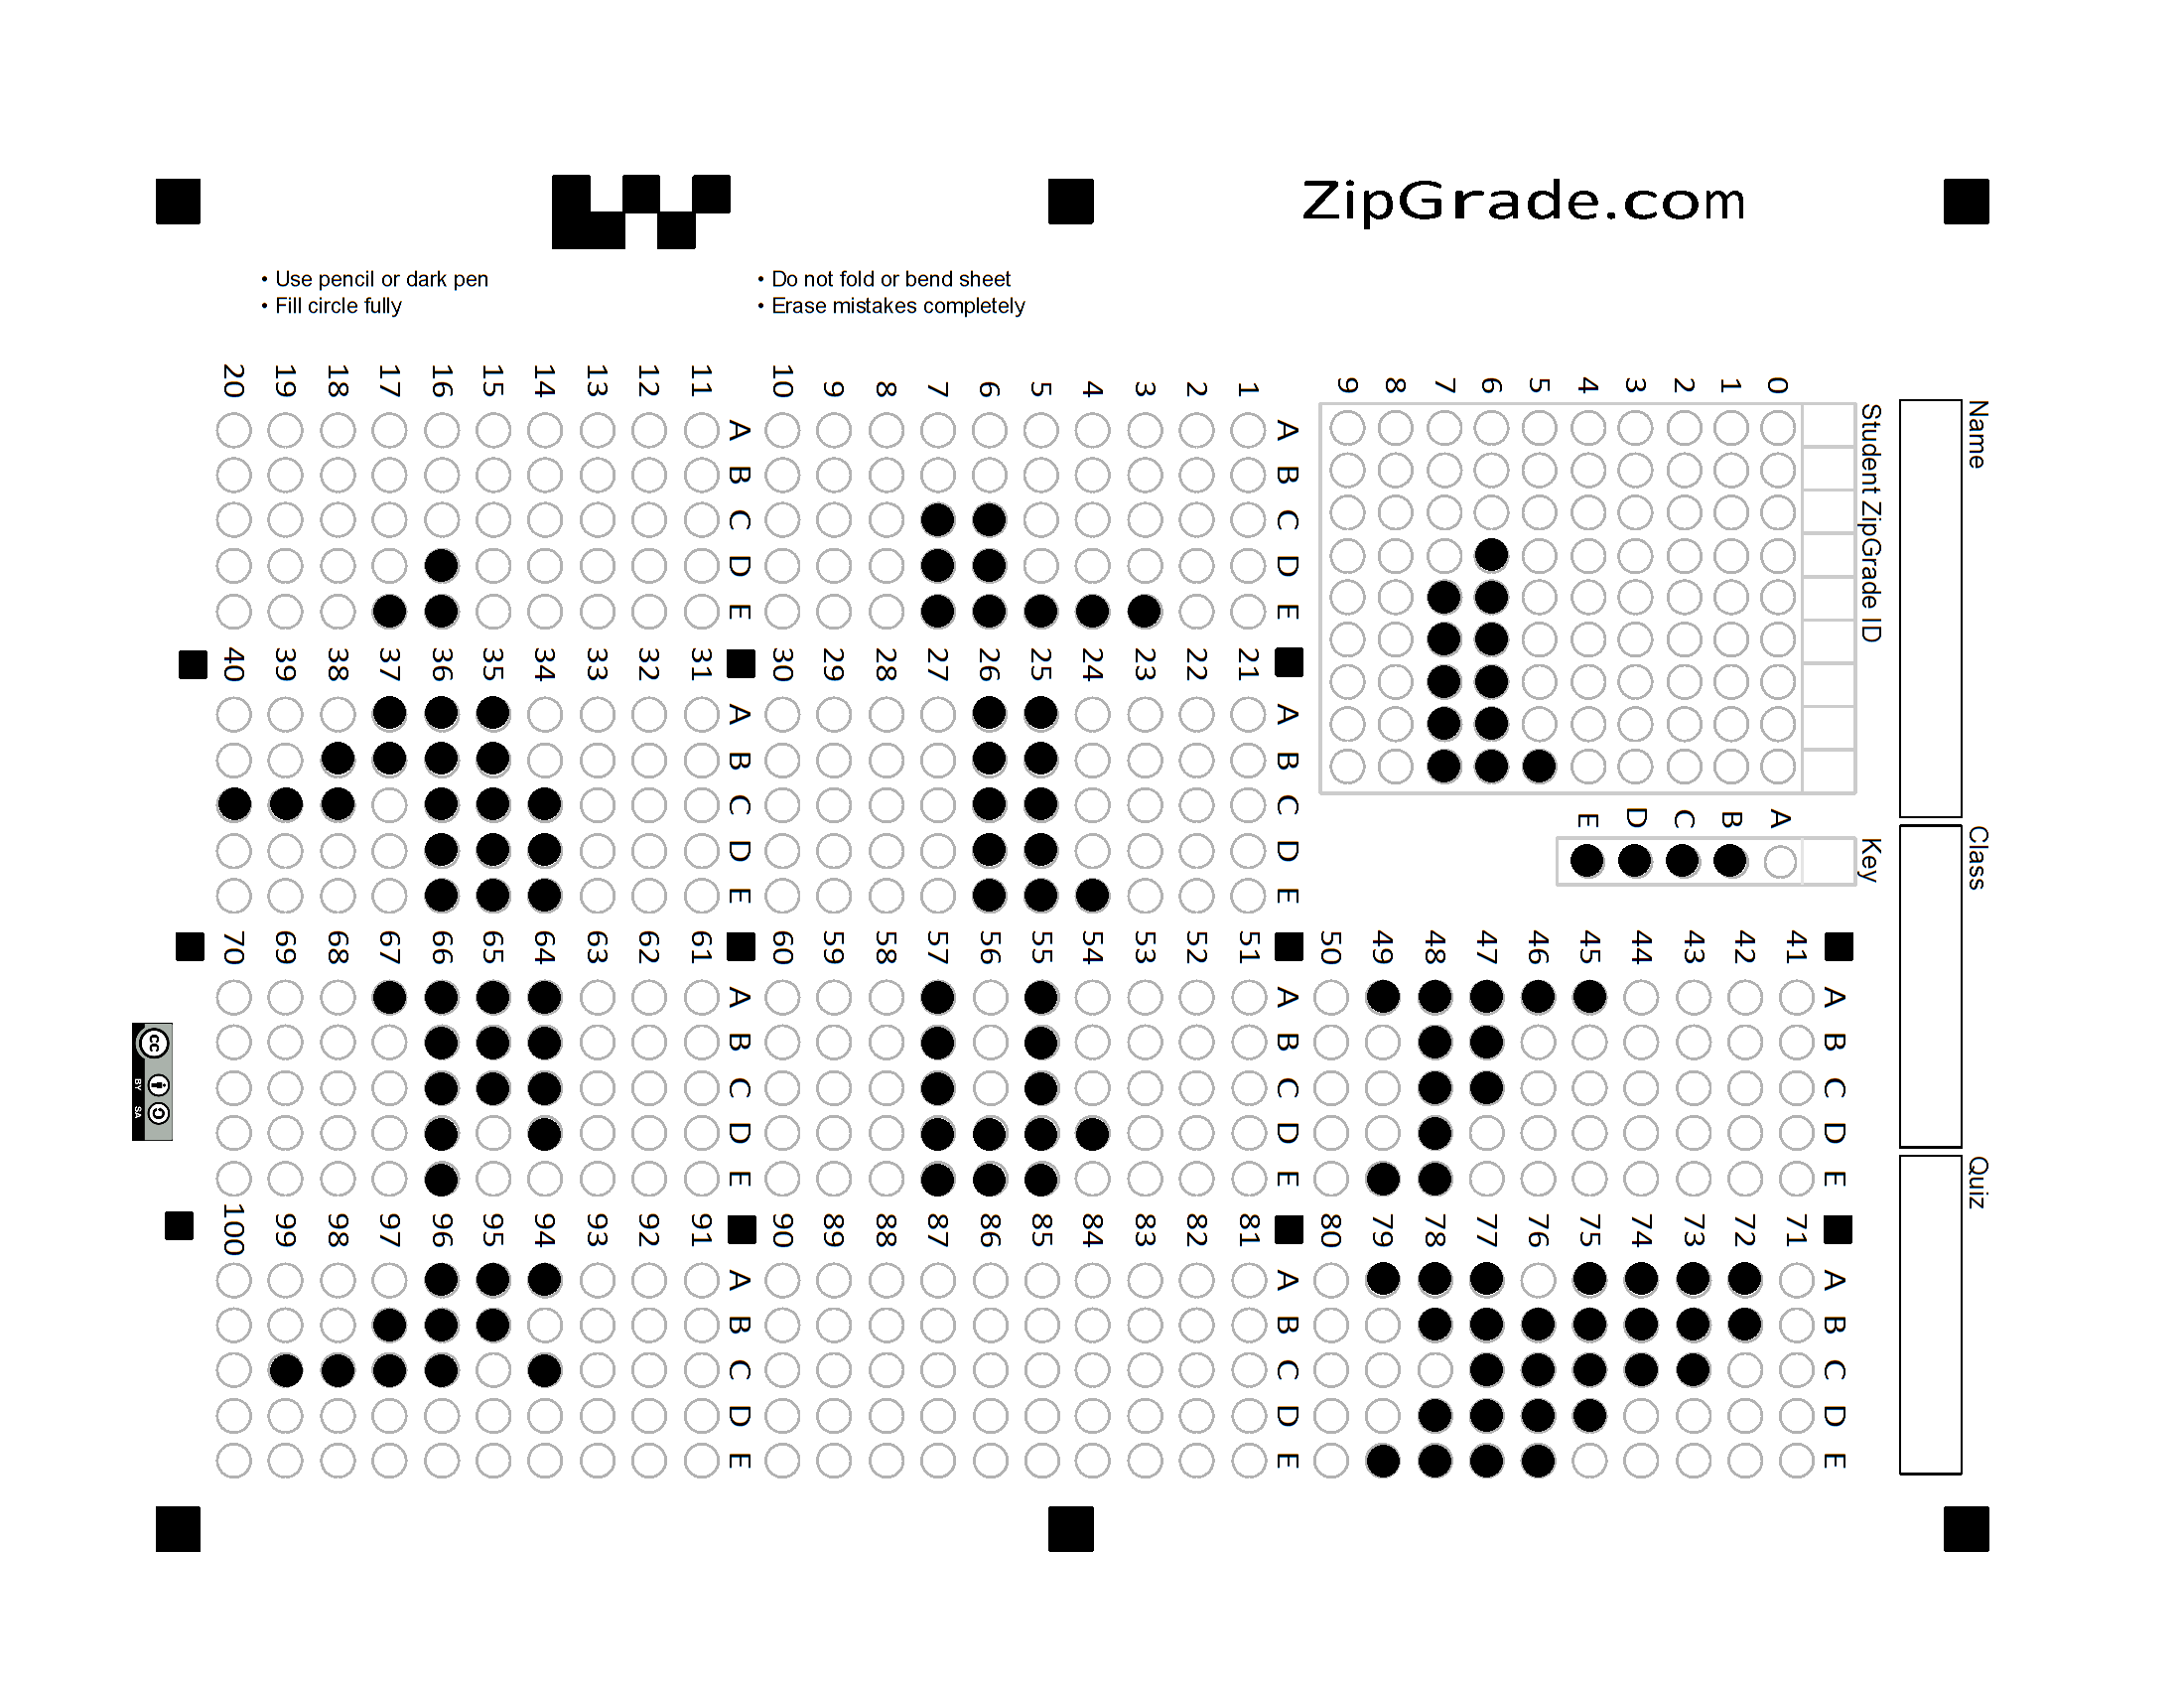 ZipGrade.com
• Use pencil or dark pen
• Fill circle fully
• Do not fold or bend sheet
• Erase mistakes completely
Name
Class
Quiz
Student ZipGrade ID
0 1 2 3 4 5 6 7 8 9
Key
A B C D E
1 2 3 4 5 6 7 8 9 10
A B C D E
11 12 13 14 15 16 17 18 19 20
A B C D E
21 22 23 24 25 26 27 28 29 30
A B C D E
31 32 33 34 35 36 37 38 39 40
A B C D E
41 42 43 44 45 46 47 48 49 50
A B C D E
51 52 53 54 55 56 57 58 59 60
A B C D E
61 62 63 64 65 66 67 68 69 70
A B C D E
71 72 73 74 75 76 77 78 79 80
A B C D E
81 82 83 84 85 86 87 88 89 90
A B C D E
91 92 93 94 95 96 97 98 99 100
A B C D E
cc
BY SA